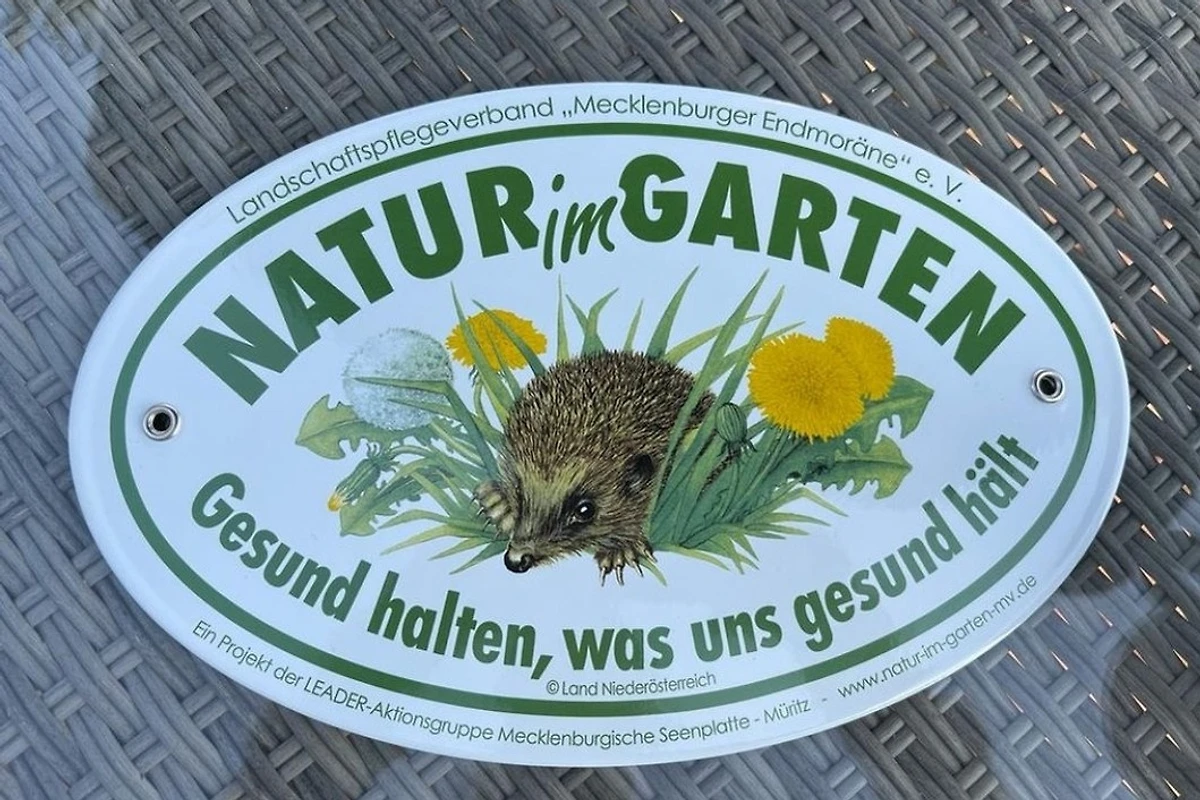 Landschaftspflegeverband „Mecklenburger Endmoräne“ e. V.
NATUR im GARTEN
Gesund halten, was uns gesund hält
© Land Niederösterreich
Ein Projekt der LEADER-Aktionsgruppe Mecklenburgische Seenplatte - Müritz - www.natur-im-garten-mv.de